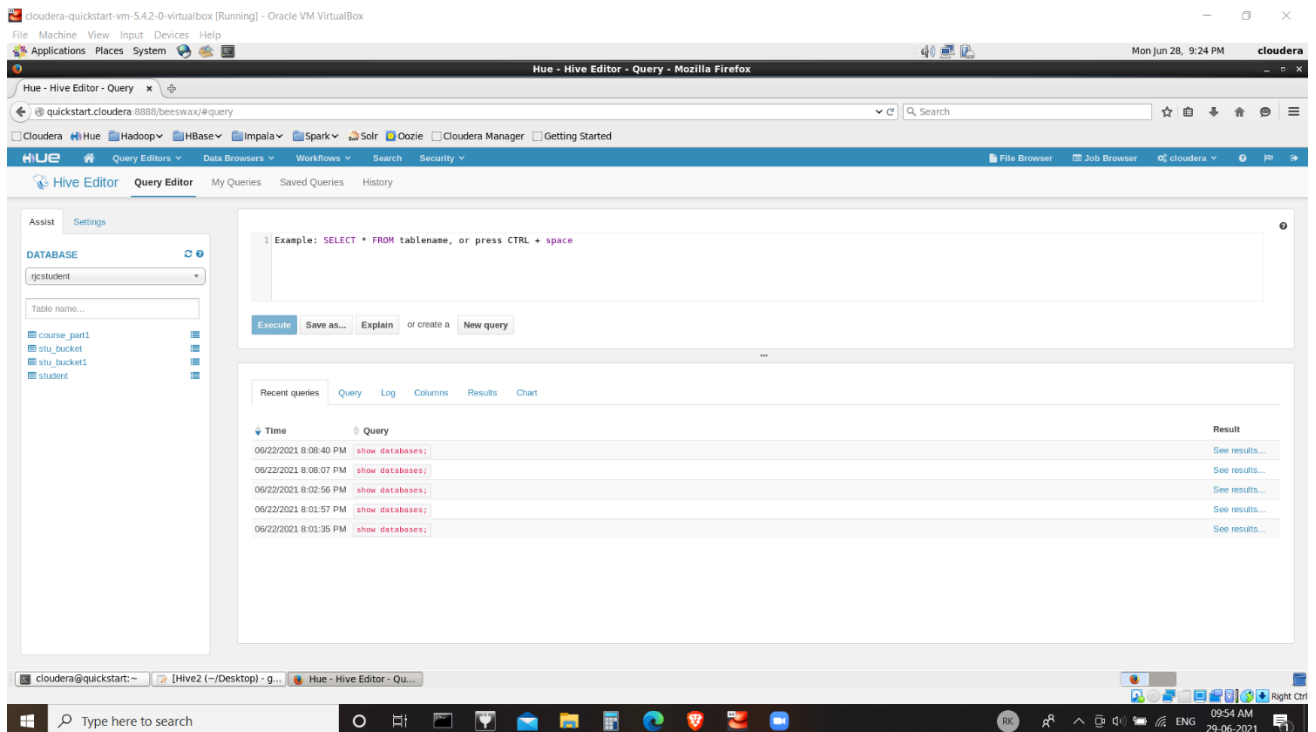 cloudera-quickstart-vm-5.4.2-0-virtualbox [Running] - Oracle VM VirtualBox
File Machine View Input Devices Help
Applications Places System Mon Jun 28, 9:24 PM cloudera
Hue - Hive Editor - Query - Mozilla Firefox
Hue - Hive Editor - Query
quickstart.cloudera:8888/beeswax/#query Search
Cloudera Hue Hadoop HBase Impala Spark Solr Oozie Cloudera Manager Getting Started
HUE Query Editors Data Browsers Workflows Search Security File Browser Job Browser cloudera
Hive Editor Query Editor My Queries Saved Queries History
Assist Settings
DATABASE
rjcstudent
Table name...
course_part1
stu_bucket
stu_bucket1
student
1 Example: SELECT * FROM tablename, or press CTRL + space
Execute Save as... Explain or create a New query
Recent queries Query Log Columns Results Chart
Time Query Result
06/22/2021 8:08:40 PM show databases; See results...
06/22/2021 8:08:07 PM show databases; See results...
06/22/2021 8:02:56 PM show databases; See results...
06/22/2021 8:01:57 PM show databases; See results...
06/22/2021 8:01:35 PM show databases; See results...
cloudera@quickstart:~ [Hive2 (~/Desktop) - g... Hue - Hive Editor - Qu...
Right Ctrl
Type here to search RK ENG 09:54 AM
29-06-2021